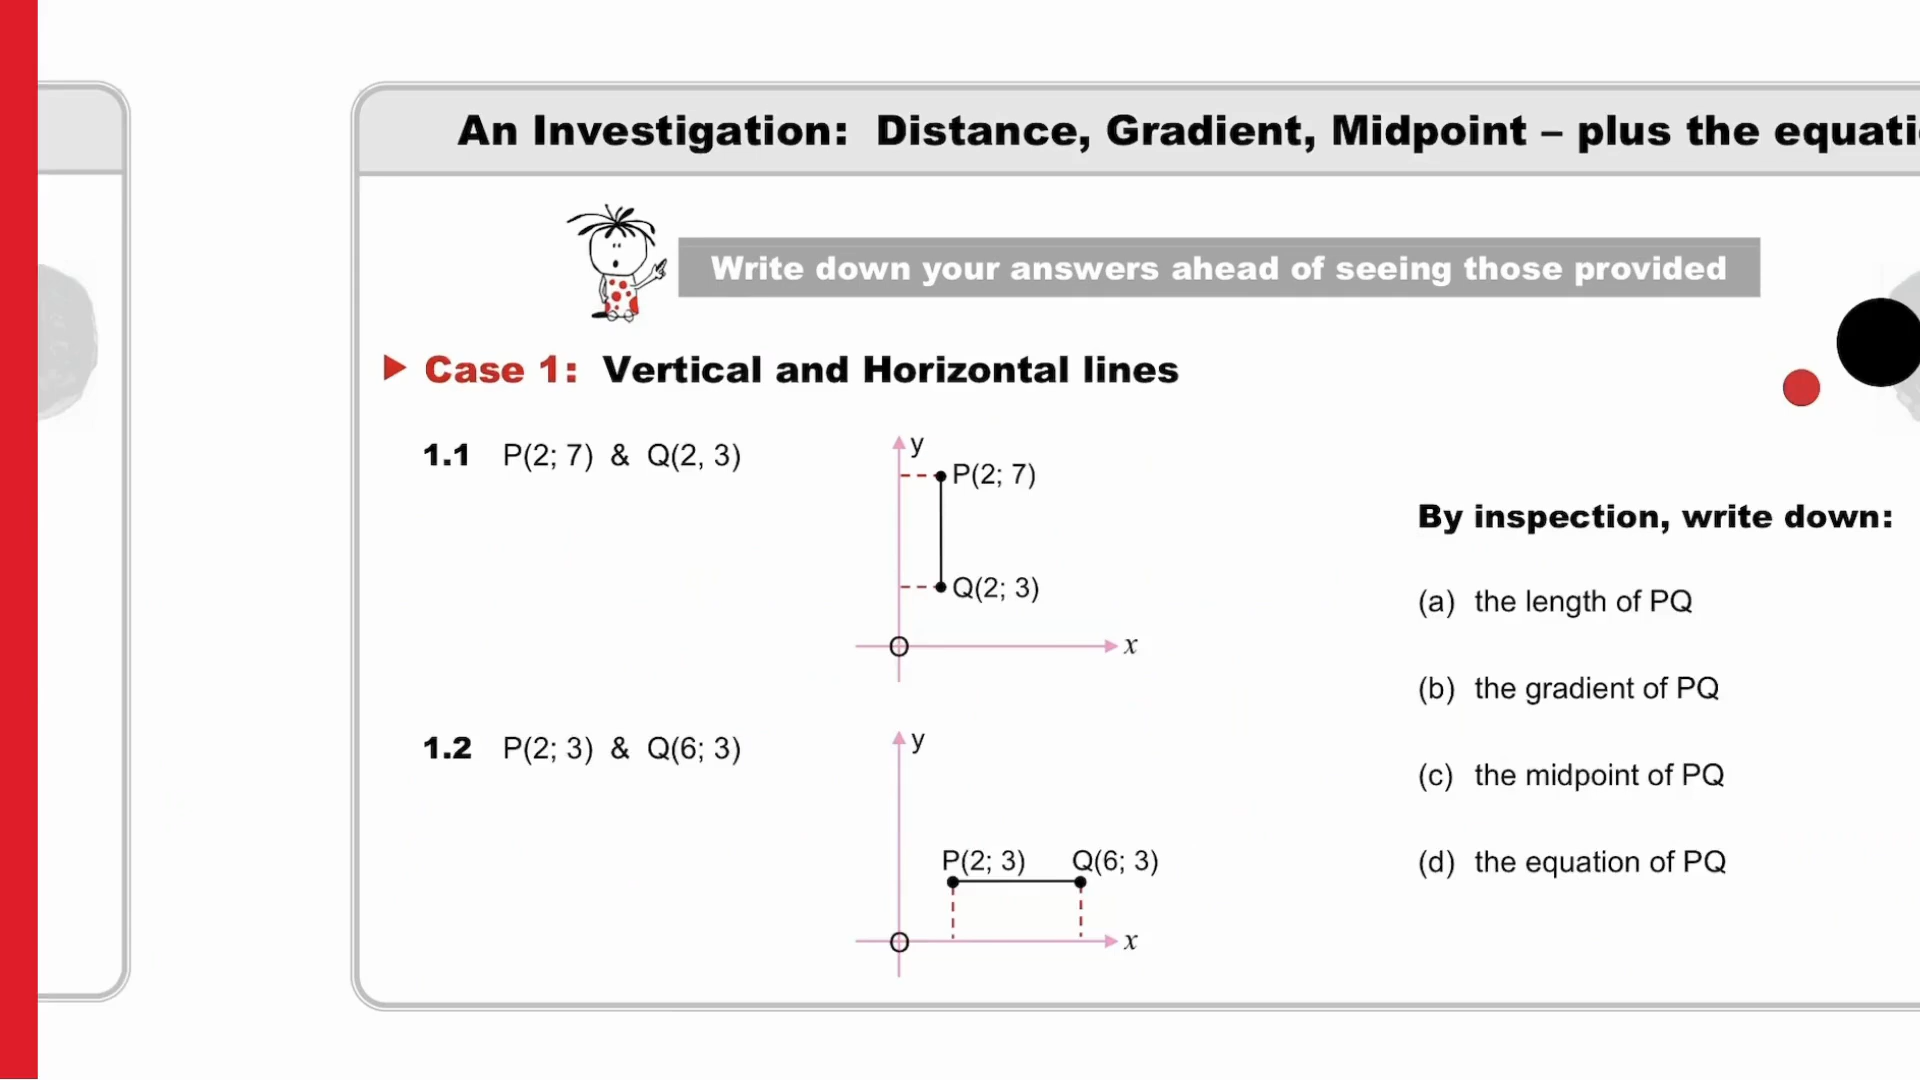 An Investigation: Distance, Gradient, Midpoint – plus the equati
Write down your answers ahead of seeing those provided
Case 1: Vertical and Horizontal lines
1.1 P(2; 7) & Q(2, 3)
y
P(2; 7)
Q(2; 3)
O
x
1.2 P(2; 3) & Q(6; 3)
y
P(2; 3) Q(6; 3)
O
x
By inspection, write down:
(a) the length of PQ
(b) the gradient of PQ
(c) the midpoint of PQ
(d) the equation of PQ